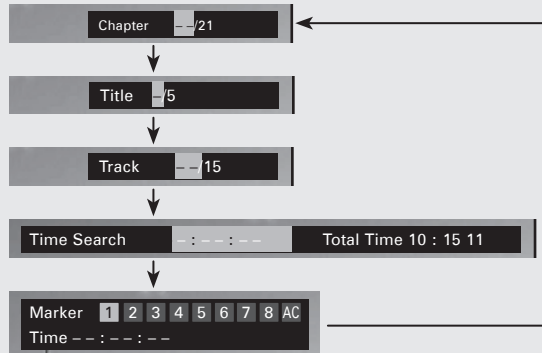 Chapter – –/21
Title –/5
Track – –/15
Time Search – : – – : – – Total Time 10 : 15 11
Marker 1 2 3 4 5 6 7 8 AC
Time – – : – – : – –